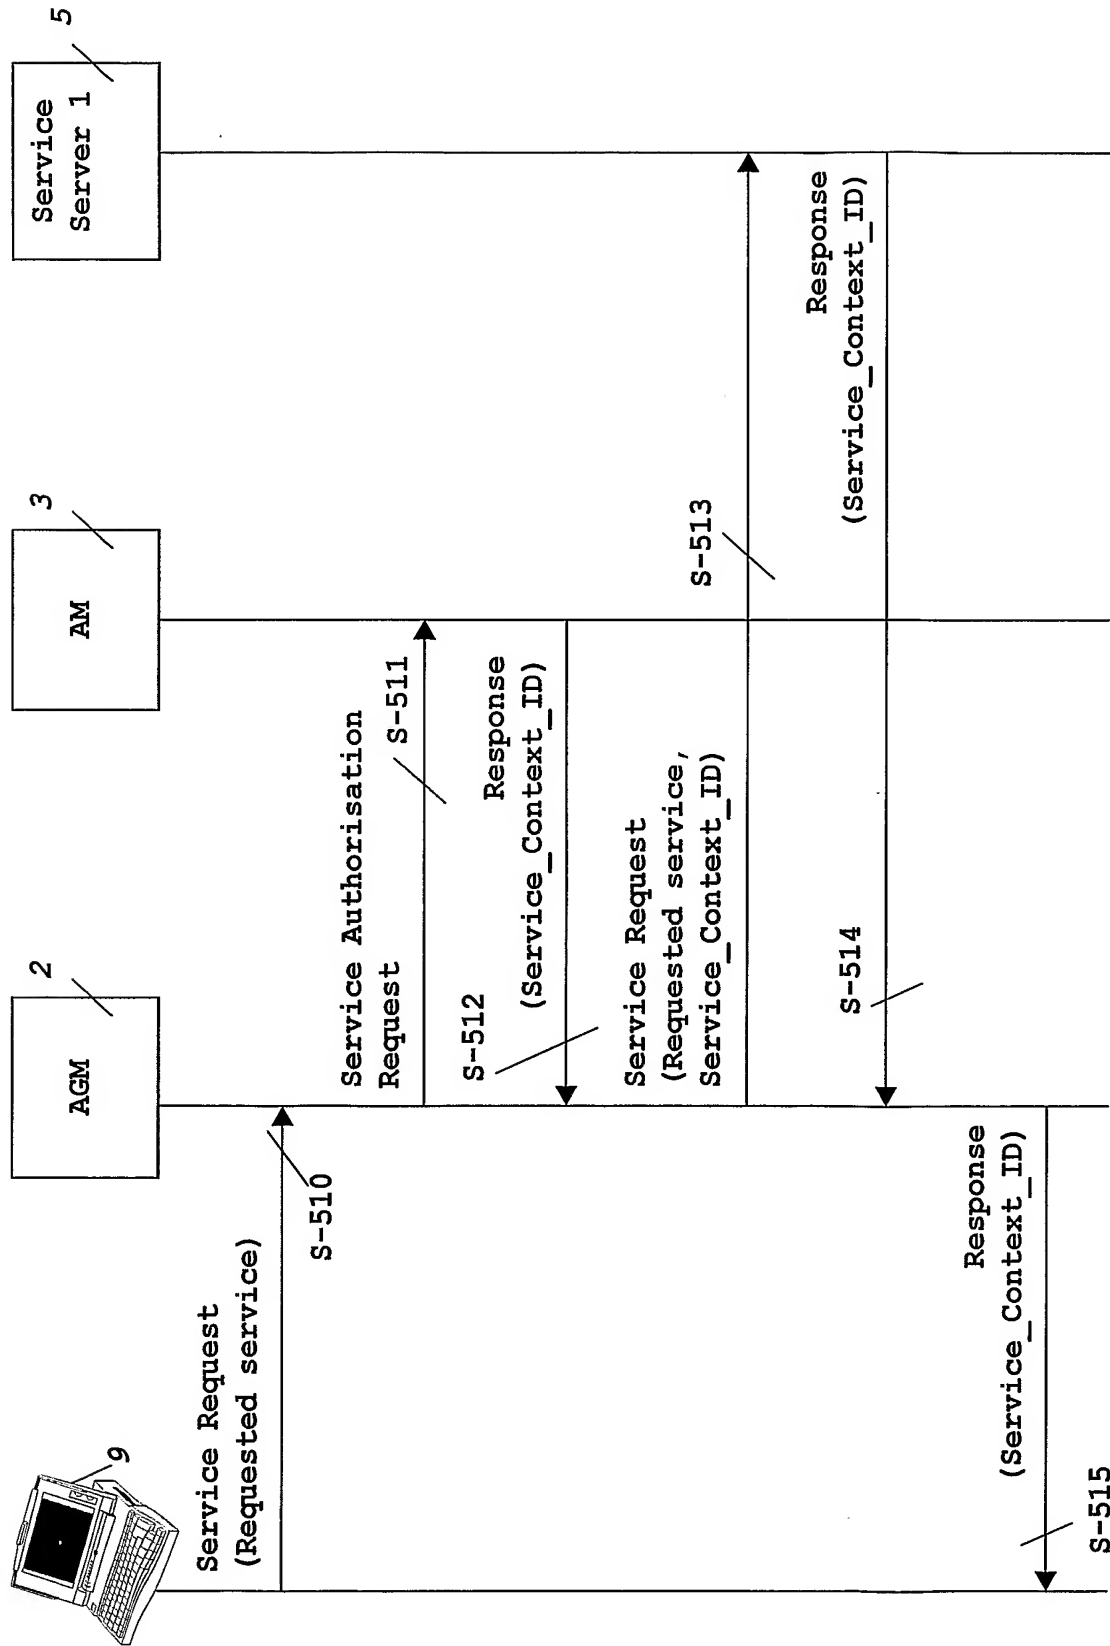 9
AGM
2
AM
3
Service
Server 1
5
Service Request
(Requested service)
S-510
Service Authorisation
Request
S-511
S-512
Response
(Service_Context_ID)
Service Request
(Requested service,
Service_Context_ID)
S-513
S-514
Response
(Service_Context_ID)
Response
(Service_Context_ID)
S-515